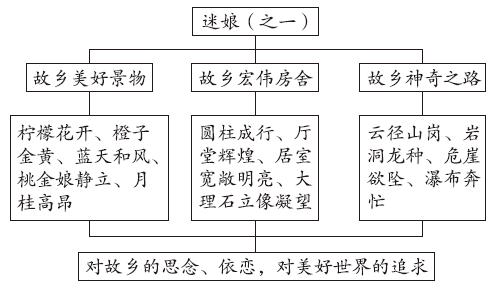 迷娘（之一）
故乡美好景物
故乡宏伟房舍
故乡神奇之路
柠檬花开、橙子
金黄、蓝天和风、
桃金娘静立、月
桂高昂
圆柱成行、厅
堂辉煌、居室
宽敞明亮、大
理石立像凝望
云径山岗、岩
洞龙种、危崖
欲坠、瀑布奔
忙
对故乡的思念、依恋，对美好世界的追求